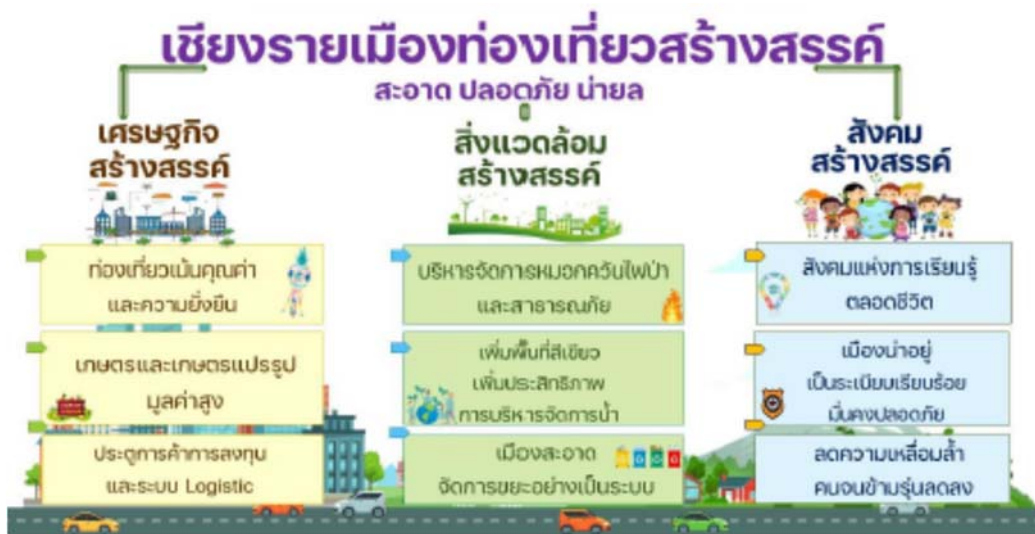 เชียงรายเมืองท่องเที่ยวสร้างสรรค์
สะอาด ปลอดภัย น่ายล
เศรษฐกิจ
สร้างสรรค์
ท่องเที่ยวเน้นคุณค่า
และความยั่งยืน
เกษตรและเกษตรแปรรูป
มูลค่าสูง
ประตูการค้าการลงทุน
และระบบ Logistic
สิ่งแวดล้อม
สร้างสรรค์
บริหารจัดการหมอกควันไฟป่า
และสาธารณภัย
เพิ่มพื้นที่สีเขียว
เพิ่มประสิทธิภาพ
การบริหารจัดการน้ำ
เมืองสะอาด
จัดการขยะอย่างเป็นระบบ
สังคม
สร้างสรรค์
สังคมแห่งการเรียนรู้
ตลอดชีวิต
เมืองน่าอยู่
เป็นระเบียบเรียบร้อย
มั่นคงปลอดภัย
ลดความเหลื่อมล้ำ
คนจนข้ามรุ่นลดลง